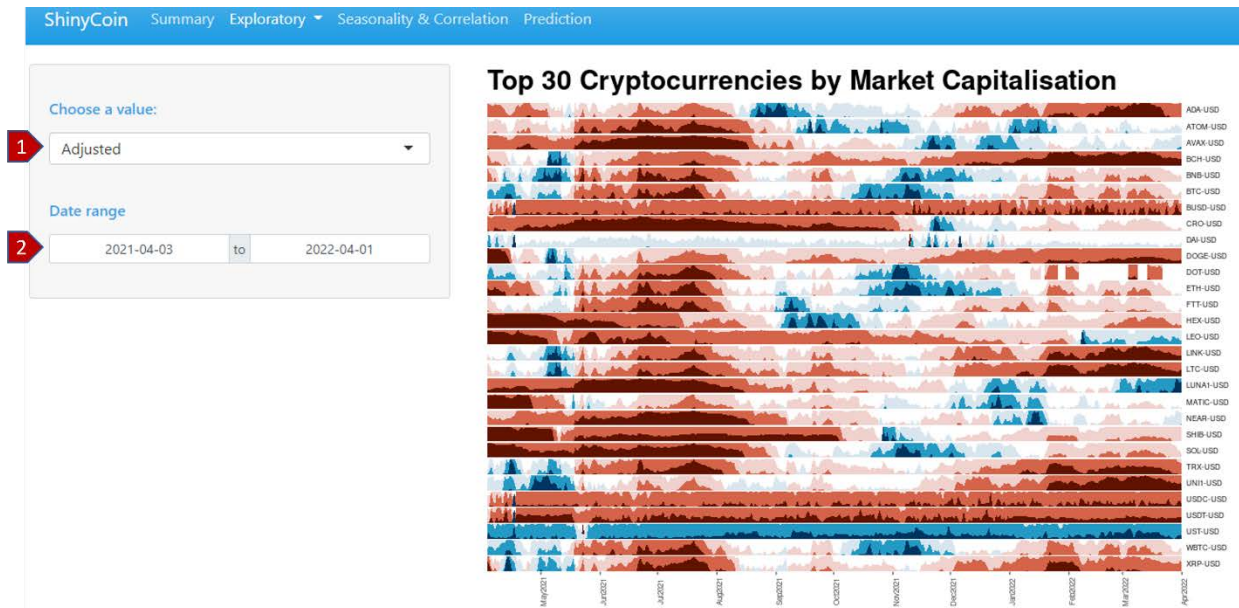 ShinyCoin Summary Exploratory Seasonality & Correlation Prediction
Choose a value:
1
Adjusted
Date range
2
2021-04-03 to 2022-04-01
Top 30 Cryptocurrencies by Market Capitalisation
ADA-USD
ATOM-USD
AVAX-USD
BCH-USD
BNB-USD
BTC-USD
BUSD-USD
CRO-USD
DAI-USD
DOGE-USD
DOT-USD
ETH-USD
FTT-USD
HEX-USD
LEO-USD
LINK-USD
LTC-USD
LUNA1-USD
MATIC-USD
NEAR-USD
SHIB-USD
SOL-USD
TRX-USD
UNI1-USD
USDC-USD
USDT-USD
UST-USD
WBTC-USD
XRP-USD
May2021
Jun2021
Jul2021
Aug2021
Sep2021
Oct2021
Nov2021
Dec2021
Jan2022
Feb2022
Mar2022
Apr2022